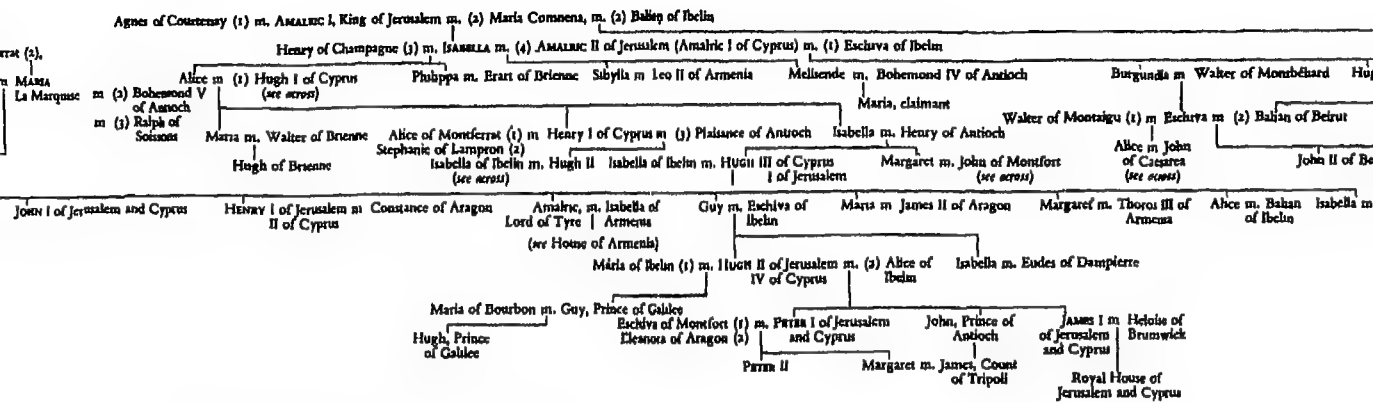 Agnes of Courtenay (1) m. AMALRIC I, King of Jerusalem m. (2) Maria Comnena, m. (2) Balian of Ibelin
rrat (2),
Henry of Champagne (3) m. ISABELLA m. (4) AMALRIC II of Jerusalem (Amalric I of Cyprus) m. (1) Eschiva of Ibelin
m MARIA
La Marquise
Alice m (1) Hugh I of Cyprus
(see across)
m (2) Bohemond V
of Antioch
m (3) Ralph of
Soissons
Philippa m. Erart of Brienne
Sibylla m Leo II of Armenia
Melisende m. Bohemond IV of Antioch
Burgundia m Walter of Montbéliard
Hug
Maria, claimant
Walter of Montaigu (1) m Eschiva m (2) Balian of Beirut
Maria m. Walter of Brienne
Alice of Montferrat (1) m Henry I of Cyprus m (3) Plaisance of Antioch
Stephanie of Lampron (2)
Isabella m. Henry of Antioch
Hugh of Brienne
Isabella of Ibelin m. Hugh II
(see across)
Isabella of Ibelin m. HUGH III of Cyprus
I of Jerusalem
Margaret m. John of Montfort
(see across)
Alice m John
of Caesarea
(see across)
John II of Be
JOHN I of Jerusalem and Cyprus
HENRY I of Jerusalem m Constance of Aragon
II of Cyprus
Amalric, m. Isabella of
Lord of Tyre Armenia
(see House of Armenia)
Guy m. Eschiva of
Ibelin
Maria m James II of Aragon
Margaret m. Thoros III of
Armenia
Alice m. Balian
of Ibelin
Isabella m
Maria of Ibelin (1) m. HUGH II of Jerusalem m. (2) Alice of
IV of Cyprus Ibelin
Isabella m. Eudes of Dampierre
Maria of Bourbon m. Guy, Prince of Galilee
Hugh, Prince
of Galilee
Eschiva of Montfort (1) m. PETER I of Jerusalem
Eleanora of Aragon (2) and Cyprus
John, Prince of
Antioch
JAMES I m Heloise of
of Jerusalem Brunswick
and Cyprus
PETER II
Margaret m. James, Count
of Tripoli
Royal House of
Jerusalem and Cyprus